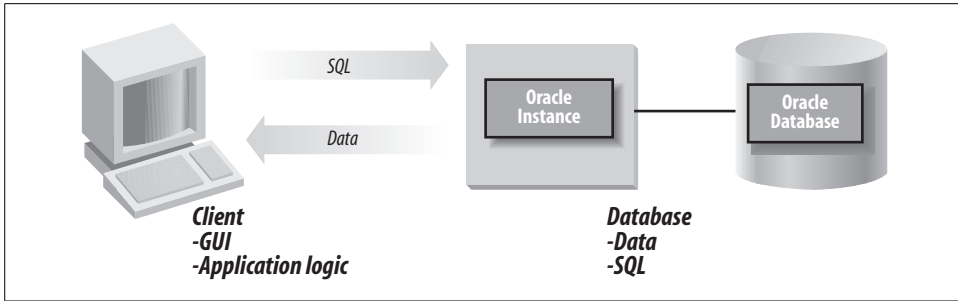 SQL
Oracle
Instance
Oracle
Database
Data
Client
-GUI
-Application logic
Database
-Data
-SQL